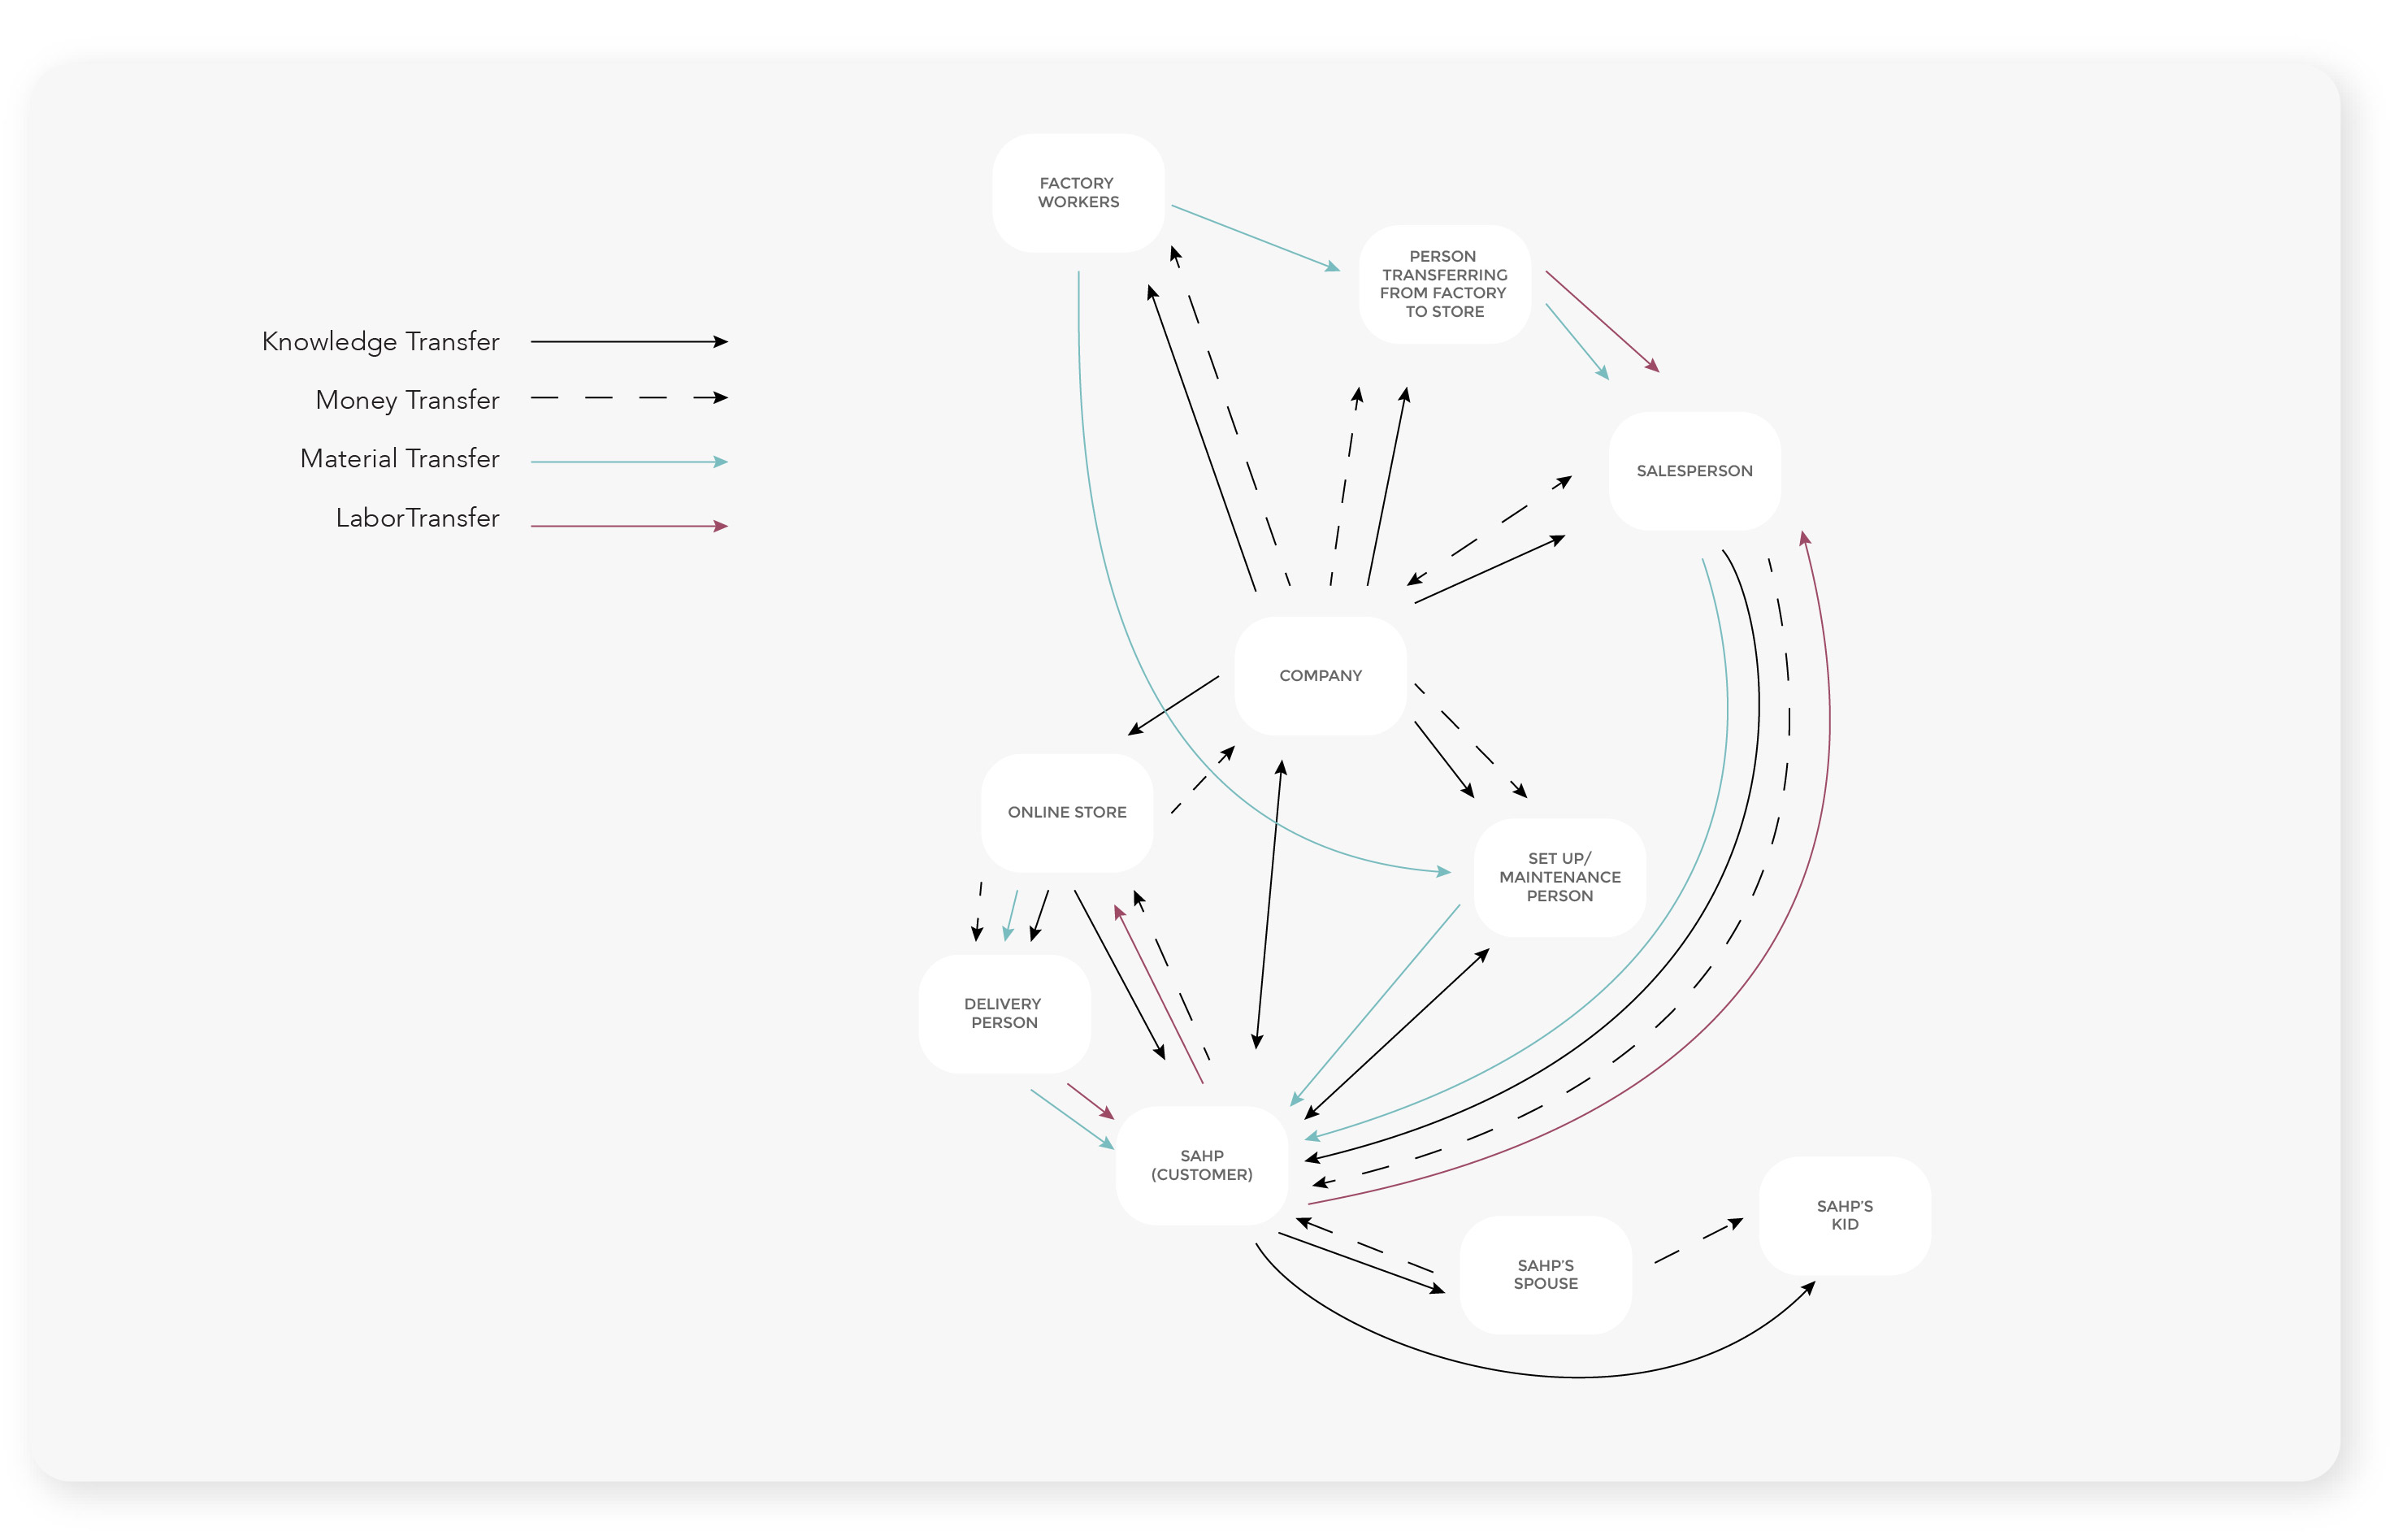 FACTORY
WORKERS
PERSON
TRANSFERRING
FROM FACTORY
TO STORE
Knowledge Transfer
Money Transfer
Material Transfer
LaborTransfer
SALESPERSON
COMPANY
ONLINE STORE
SET UP/
MAINTENANCE
PERSON
DELIVERY
PERSON
SAHP
(CUSTOMER)
SAHP'S
KID
SAHP'S
SPOUSE